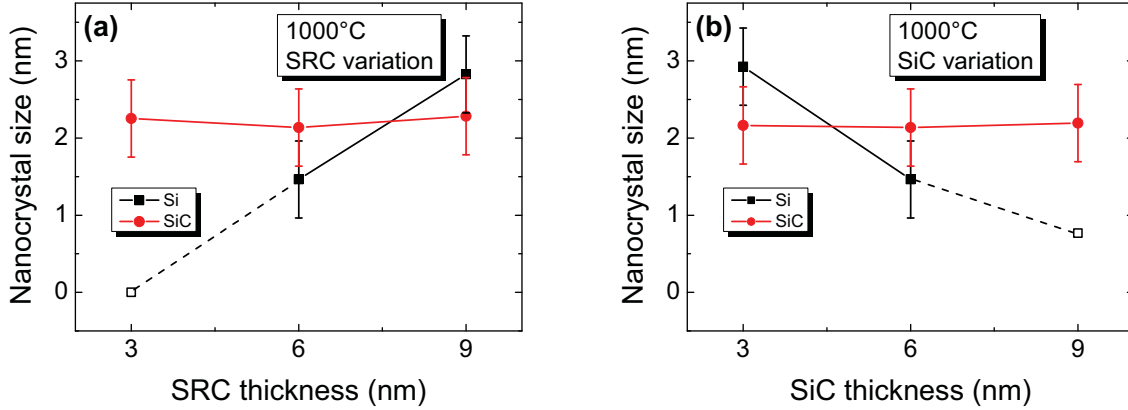 (a)
1000°C
SRC variation
Nanocrystal size (nm)
3
2
1
0
Si
SiC
3
6
9
SRC thickness (nm)
(b)
1000°C
SiC variation
Nanocrystal size (nm)
3
2
1
0
Si
SiC
3
6
9
SiC thickness (nm)